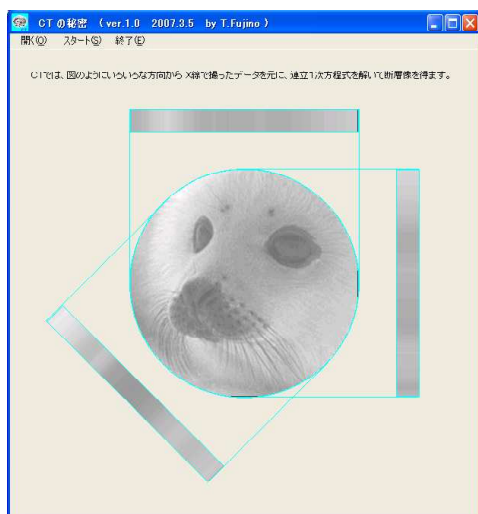 CT の秘密 （ ver.1.0 2007.3.5 by T.Fujino ）
開く(O) スタート(S) 終了(E)
CTでは、図のようにいろいろな方向から X線で撮ったデータを元に、連立1次方程式を解いて断層像を得ます。